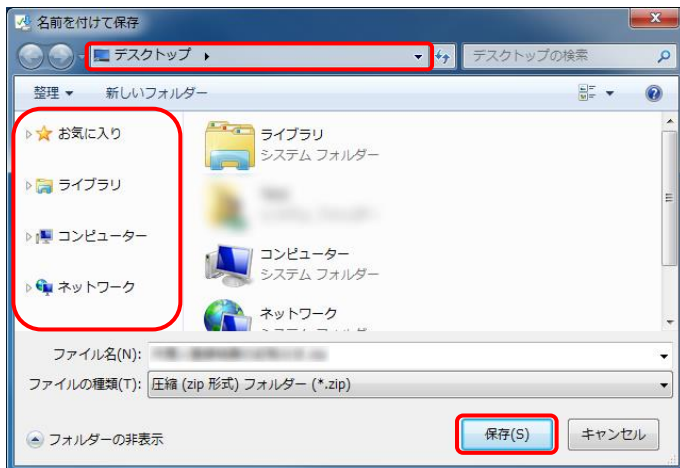 名前を付けて保存
デスクトップ
デスクトップの検索
整理
新しいフォルダー
お気に入り
ライブラリ
コンピューター
ネットワーク
ライブラリ
システム フォルダー
コンピューター
システム フォルダー
ネットワーク
ファイル名(N):
ファイルの種類(T): 圧縮 (zip 形式) フォルダー (*.zip)
フォルダーの非表示
保存(S)
キャンセル